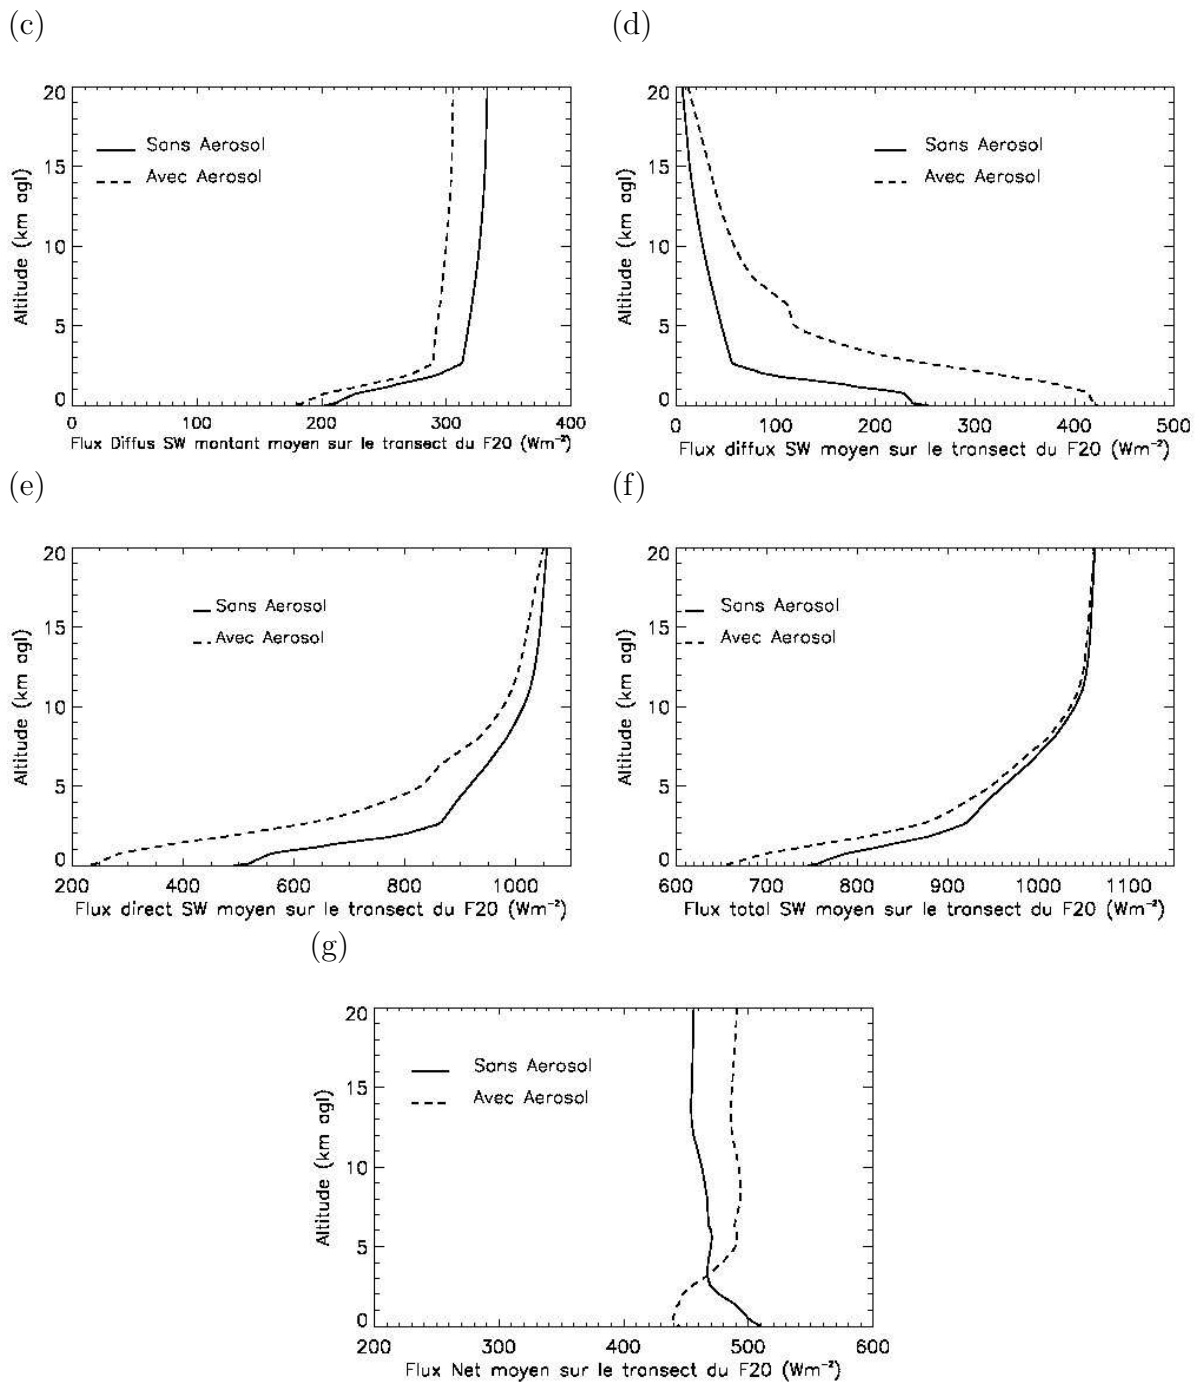 (c)
(d)
20
15
10
5
0
Altitude (km agl)
Sans Aerosol
Avec Aerosol
0 100 200 300 400
Flux Diffus SW montant moyen sur le transect du F20 (Wm⁻²)
20
15
10
5
0
Altitude (km agl)
Sans Aerosol
Avec Aerosol
0 100 200 300 400 500
Flux diffux SW moyen sur le transect du F20 (Wm⁻²)
(e)
(f)
20
15
10
5
0
Altitude (km agl)
Sans Aerosol
Avec Aerosol
200 400 600 800 1000
Flux direct SW moyen sur le transect du F20 (Wm⁻²)
20
15
10
5
0
Altitude (km agl)
Sans Aerosol
Avec Aerosol
600 700 800 900 1000 1100
Flux total SW moyen sur le transect du F20 (Wm⁻²)
(g)
20
15
10
5
0
Altitude (km agl)
Sans Aerosol
Avec Aerosol
200 300 400 500 600
Flux Net moyen sur le transect du F20 (Wm⁻²)